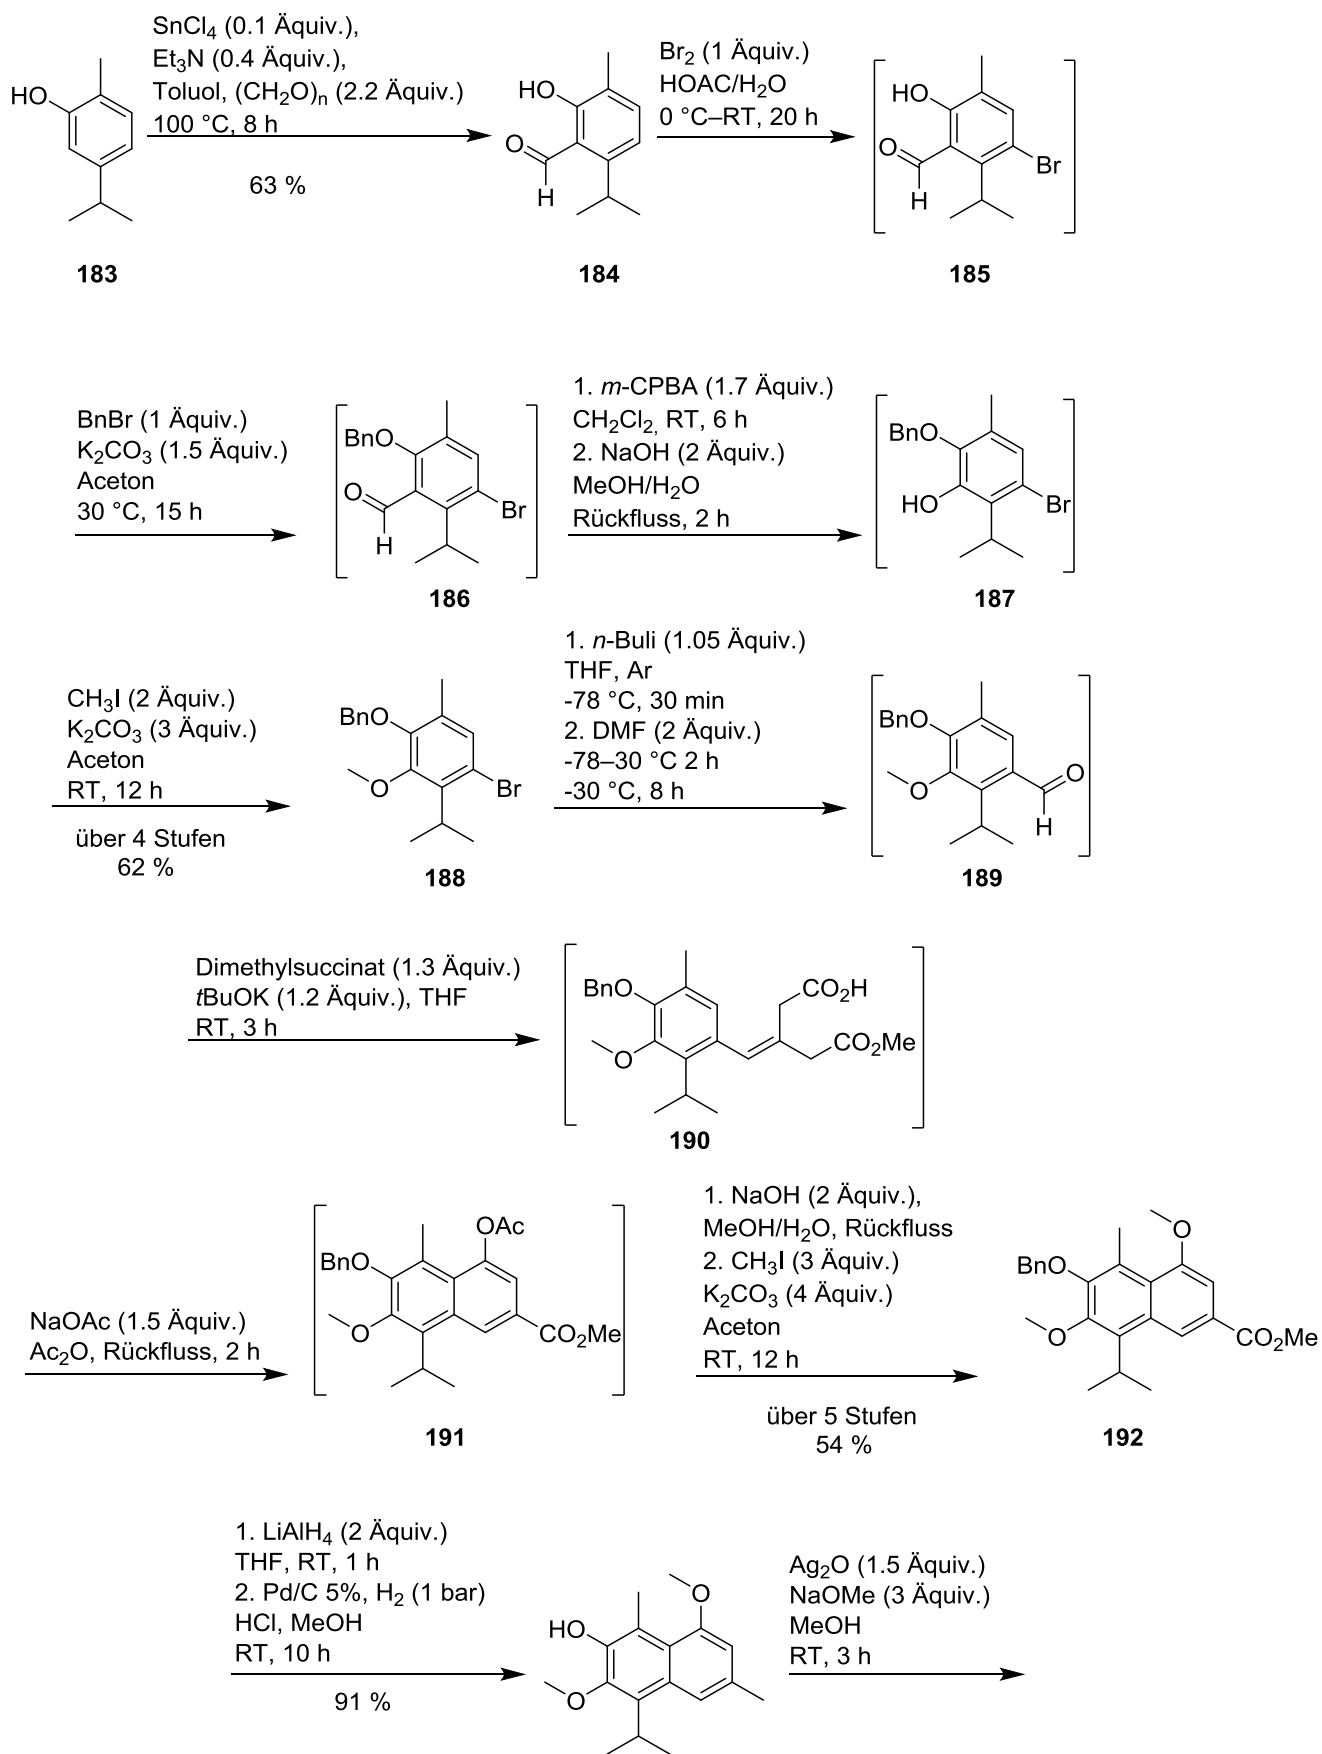 SnCl4 (0.1 Äquiv.),
Et3N (0.4 Äquiv.),
Toluol, (CH2O)n (2.2 Äquiv.)
100 °C, 8 h
63 %
HO
183
HO
O
H
184
Br2 (1 Äquiv.)
HOAC/H2O
0 °C–RT, 20 h
HO
O
H
Br
185
BnBr (1 Äquiv.)
K2CO3 (1.5 Äquiv.)
Aceton
30 °C, 15 h
BnO
O
H
Br
186
1. m-CPBA (1.7 Äquiv.)
CH2Cl2, RT, 6 h
2. NaOH (2 Äquiv.)
MeOH/H2O
Rückfluss, 2 h
BnO
HO
Br
187
CH3I (2 Äquiv.)
K2CO3 (3 Äquiv.)
Aceton
RT, 12 h
über 4 Stufen
62 %
BnO
O
Br
188
1. n-Buli (1.05 Äquiv.)
THF, Ar
-78 °C, 30 min
2. DMF (2 Äquiv.)
-78–30 °C 2 h
-30 °C, 8 h
BnO
O
O
H
189
Dimethylsuccinat (1.3 Äquiv.)
tBuOK (1.2 Äquiv.), THF
RT, 3 h
BnO
O
CO2H
CO2Me
190
NaOAc (1.5 Äquiv.)
Ac2O, Rückfluss, 2 h
OAc
BnO
O
CO2Me
191
1. NaOH (2 Äquiv.),
MeOH/H2O, Rückfluss
2. CH3I (3 Äquiv.)
K2CO3 (4 Äquiv.)
Aceton
RT, 12 h
über 5 Stufen
54 %
O
BnO
O
CO2Me
192
1. LiAlH4 (2 Äquiv.)
THF, RT, 1 h
2. Pd/C 5%, H2 (1 bar)
HCl, MeOH
RT, 10 h
91 %
O
HO
O
Ag2O (1.5 Äquiv.)
NaOMe (3 Äquiv.)
MeOH
RT, 3 h